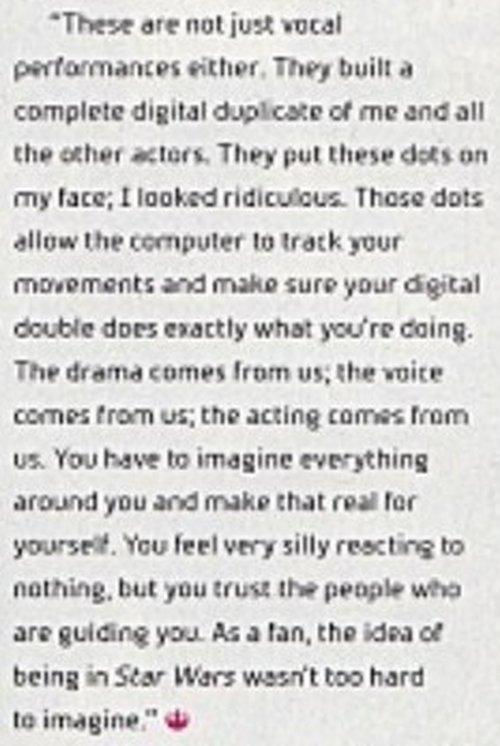 "These are not just vocal
performances either. They built a
complete digital duplicate of me and all
the other actors. They put these dots on
my face; I looked ridiculous. Those dots
allow the computer to track your
movements and make sure your digital
double does exactly what you're doing.
The drama comes from us; the voice
comes from us; the acting comes from
us. You have to imagine everything
around you and make that real for
yourself. You feel very silly reacting to
nothing, but you trust the people who
are guiding you. As a fan, the idea of
being in Star Wars wasn't too hard
to imagine."